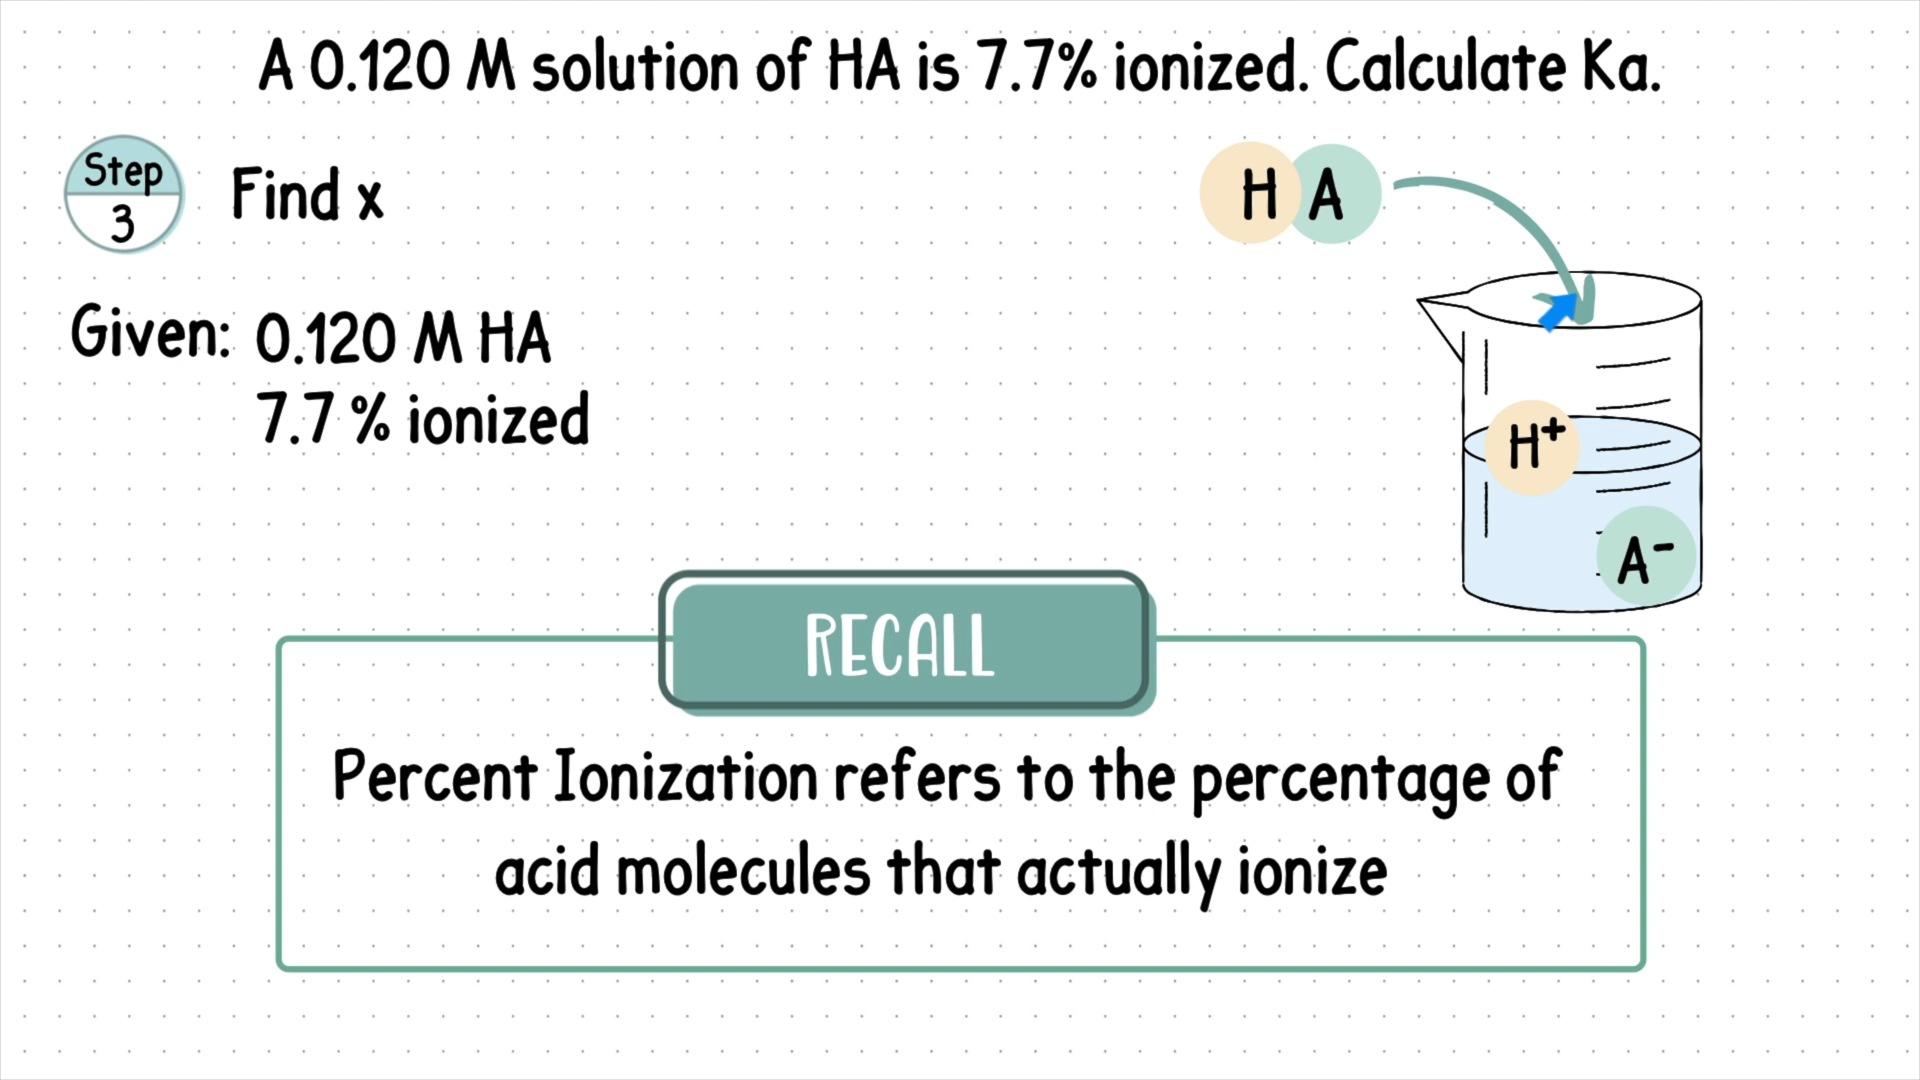 A 0.120 M solution of HA is 7.7% ionized. Calculate Ka.
Step
3
Find x
H A
Given: 0.120 M HA
7.7 % ionized
H⁺
A⁻
RECALL
Percent Ionization refers to the percentage of
acid molecules that actually ionize